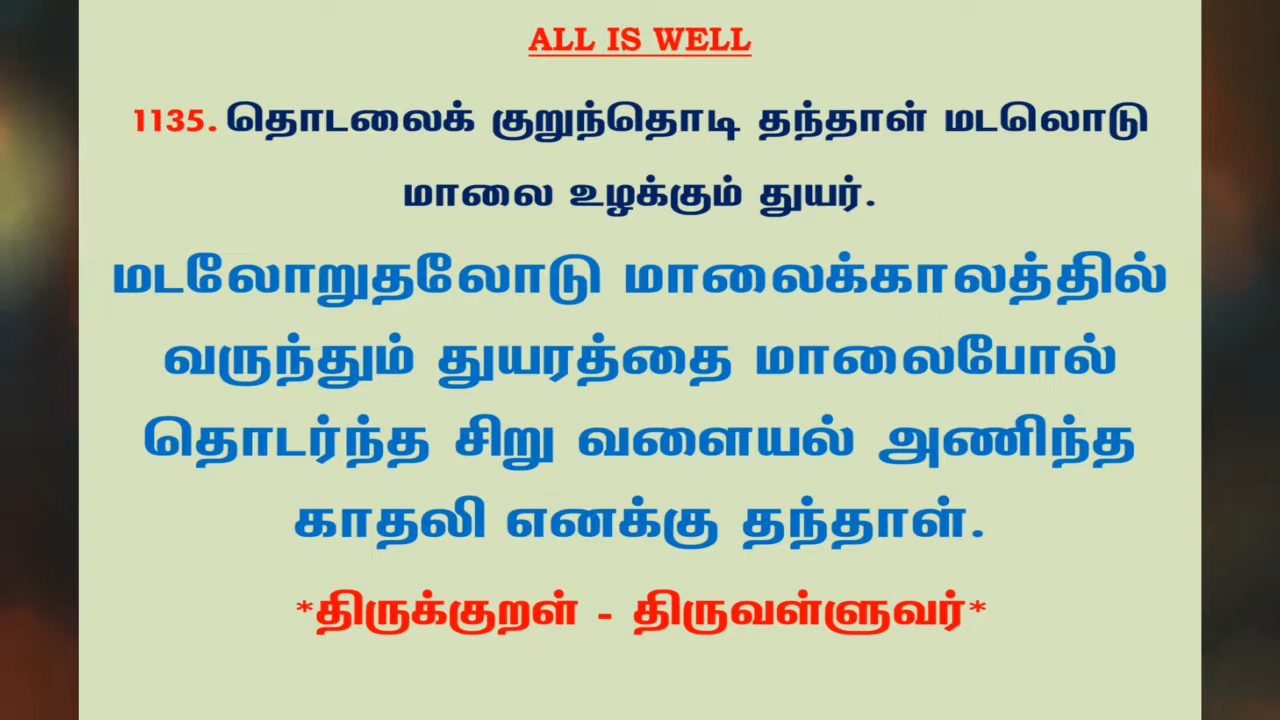 ALL IS WELL
1135. தொடலைக் குறுந்தொடி தந்தாள் மடலொடு
மாலை உழக்கும் துயர்.
மடலோறுதலோடு மாலைக்காலத்தில்
வருந்தும் துயரத்தை மாலைபோல்
தொடர்ந்த சிறு வளையல் அணிந்த
காதலி எனக்கு தந்தாள்.
*திருக்குறள் - திருவள்ளுவர்*